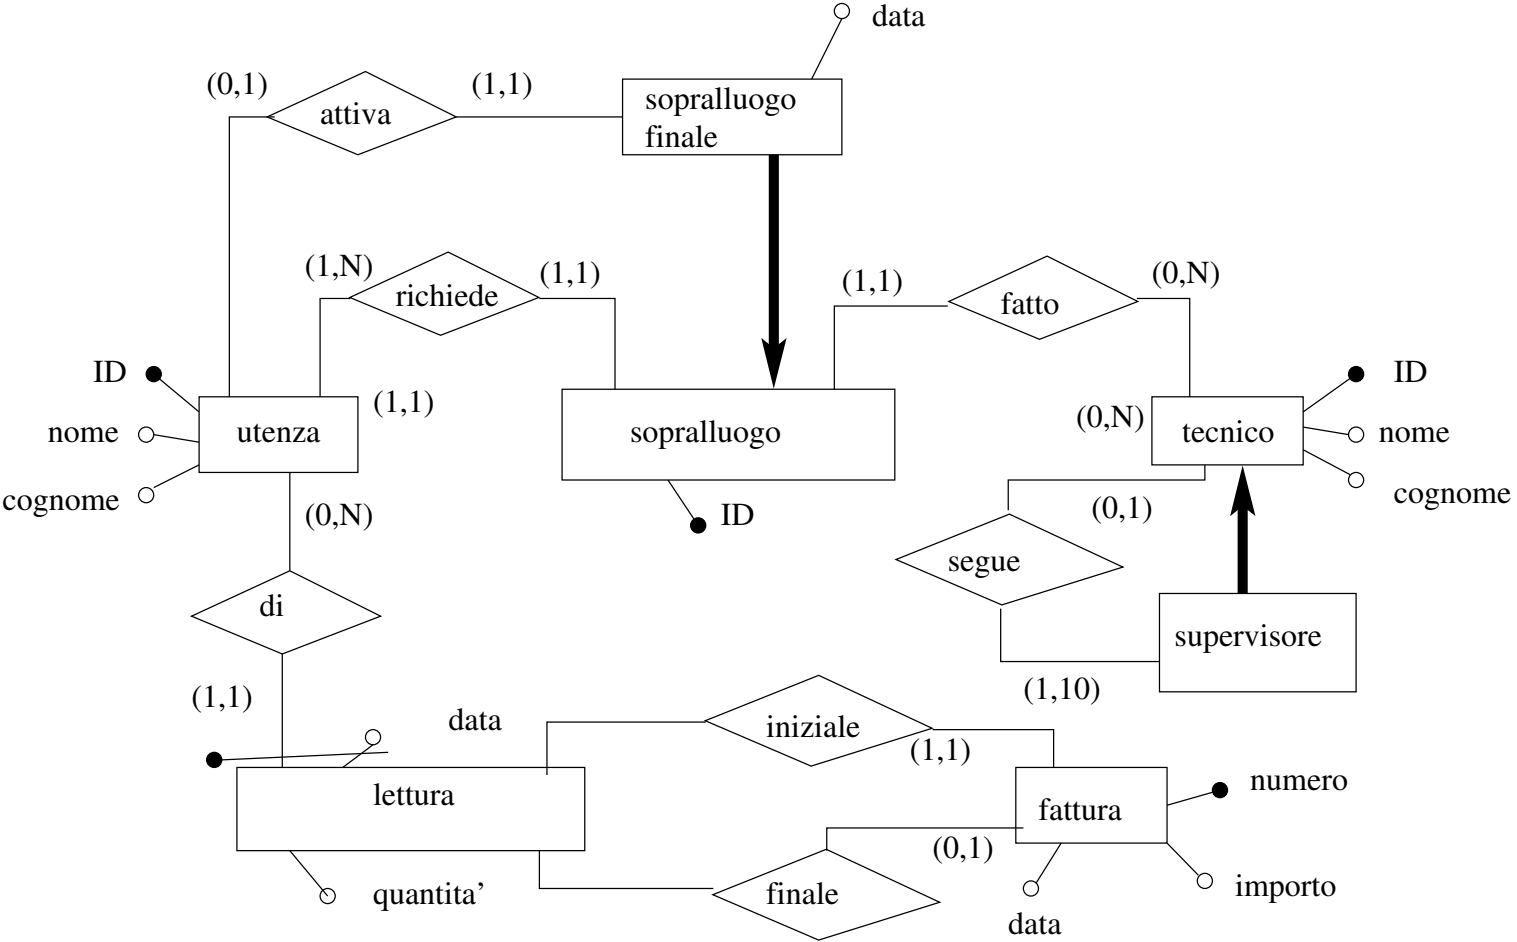 data
(0,1)
(1,1)
attiva
sopralluogo
finale
(1,N)
(1,1)
richiede
(1,1)
(0,N)
fatto
ID
nome
cognome
utenza
(1,1)
sopralluogo
ID
(0,N)
tecnico
ID
nome
cognome
(0,N)
(0,1)
segue
di
supervisore
(1,10)
(1,1)
data
iniziale
(1,1)
lettura
numero
fattura
(0,1)
quantita’
finale
importo
data